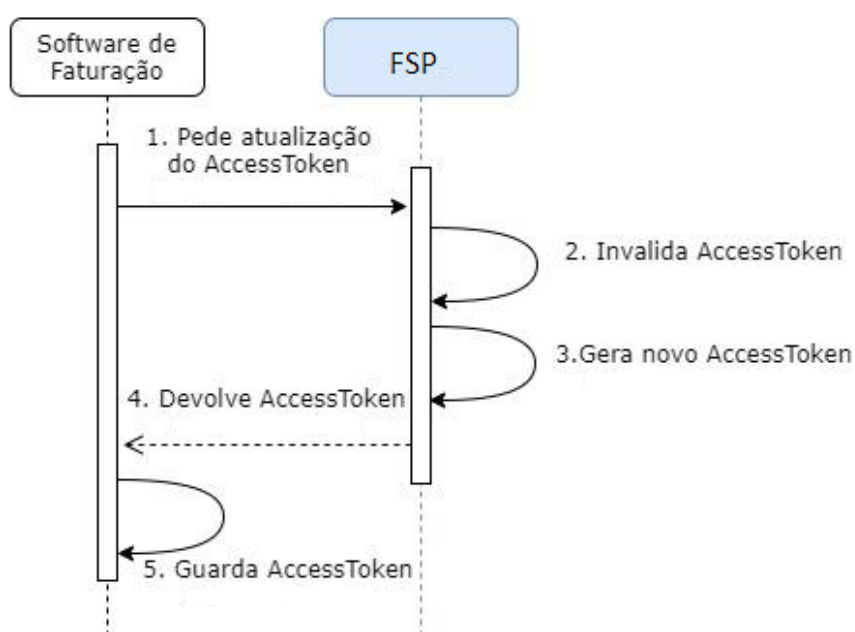 Software de
Faturação
FSP
1. Pede atualização
do AccessToken
2. Invalida AccessToken
3.Gera novo AccessToken
4. Devolve AccessToken
5. Guarda AccessToken